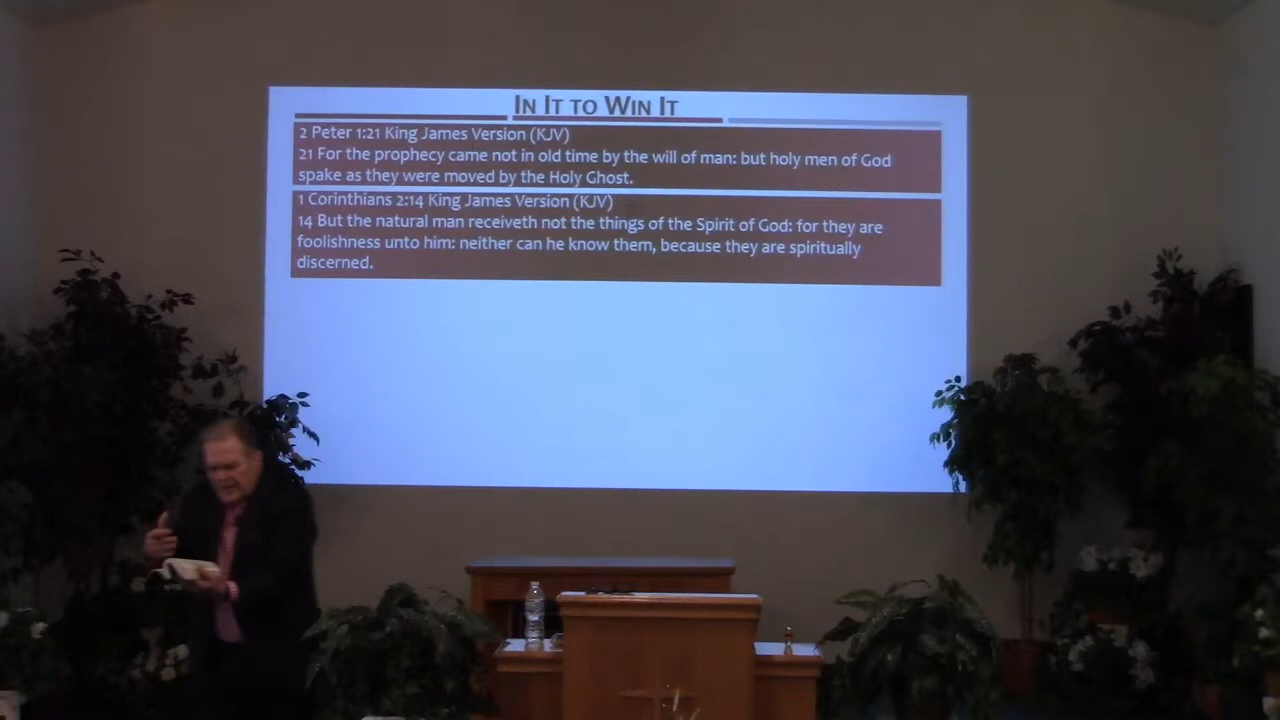 In It to Win It
2 Peter 1:21 King James Version (KJV)
21 For the prophecy came not in old time by the will of man: but holy men of God
spake as they were moved by the Holy Ghost.
1 Corinthians 2:14 King James Version (KJV)
14 But the natural man receiveth not the things of the Spirit of God: for they are
foolishness unto him: neither can he know them, because they are spiritually
discerned.